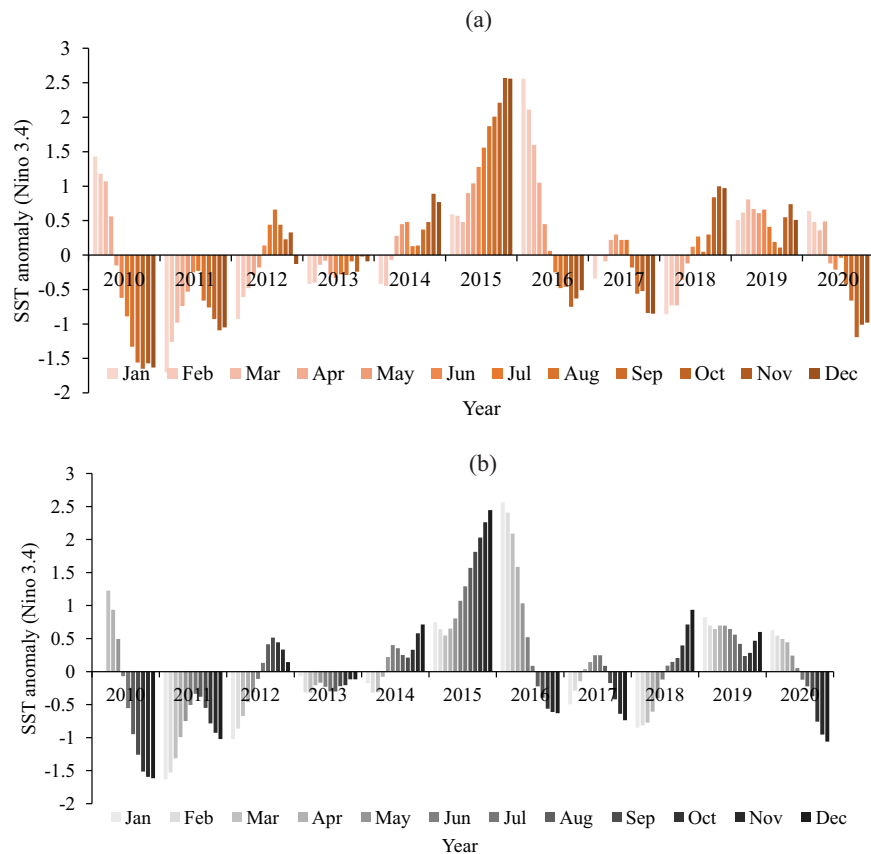 (a)
SST anomaly (Nino 3.4)
3
2.5
2
1.5
1
0.5
0
-0.5
-1
-1.5
-2
2010 2011 2012 2013 2014 2015 2016 2017 2018 2019 2020
Jan Feb Mar Apr May Jun Jul Aug Sep Oct Nov Dec
Year
(b)
SST anomaly (Nino 3.4)
3
2.5
2
1.5
1
0.5
0
-0.5
-1
-1.5
-2
2010 2011 2012 2013 2014 2015 2016 2017 2018 2019 2020
Jan Feb Mar Apr May Jun Jul Aug Sep Oct Nov Dec
Year